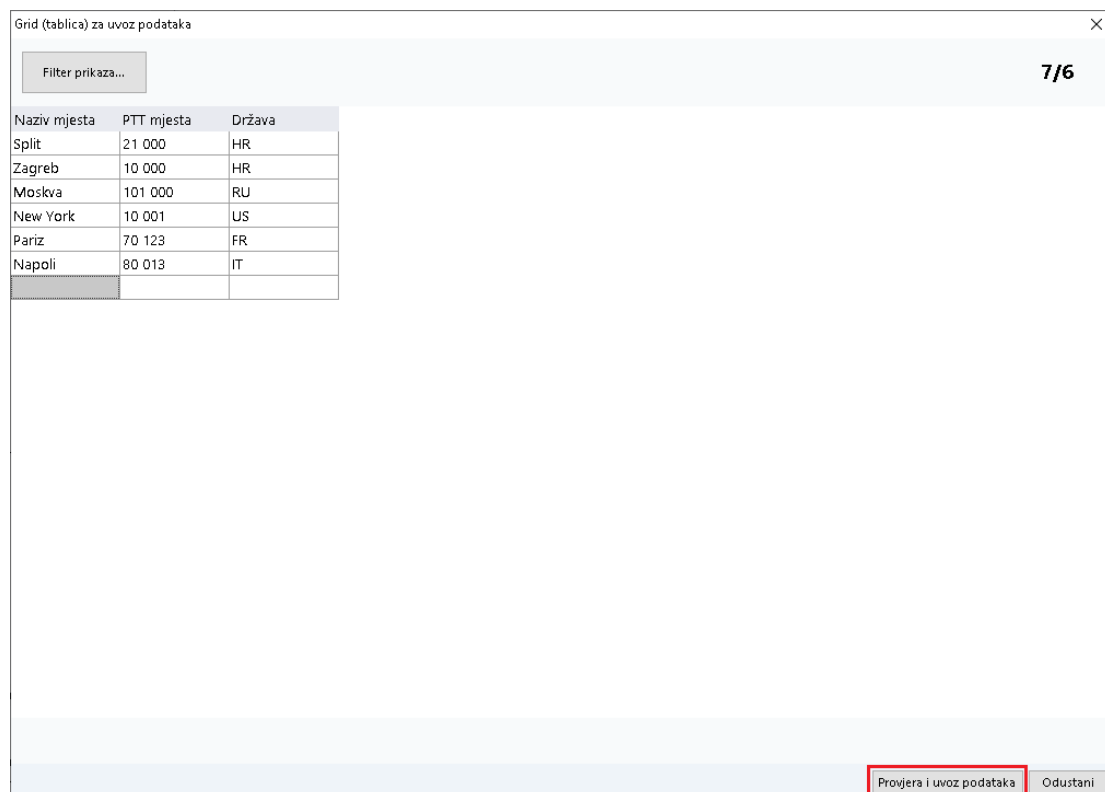 Grid (tablica) za uvoz podataka
Filter prikaza...
7/6
Naziv mjesta PTT mjesta Država
Split 21 000 HR
Zagreb 10 000 HR
Moskva 101 000 RU
New York 10 001 US
Pariz 70 123 FR
Napoli 80 013 IT
Provjera i uvoz podataka Odustani